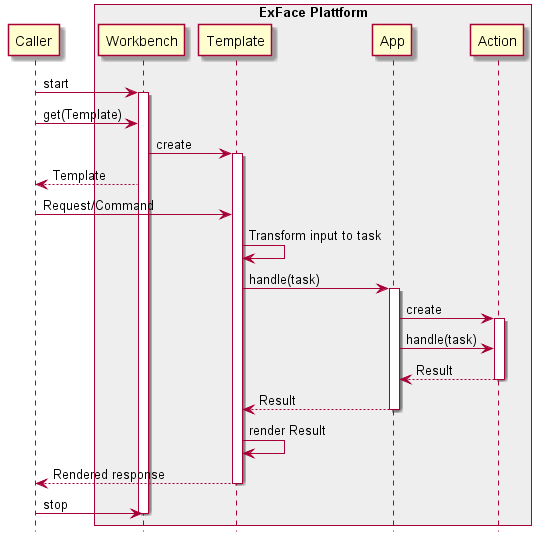 ExFace Plattform
Caller
Workbench
Template
App
Action
start
get(Template)
create
Template
Request/Command
Transform input to task
handle(task)
create
handle(task)
Result
Result
render Result
Rendered response
stop